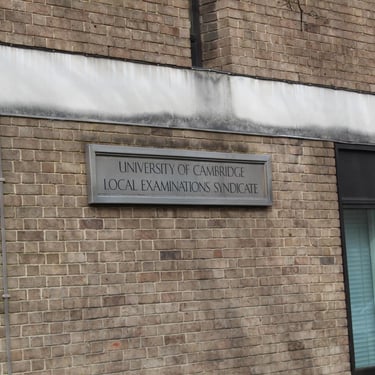 UNIVERSITY OF CAMBRIDGE
LOCAL EXAMINATIONS SYNDICATE